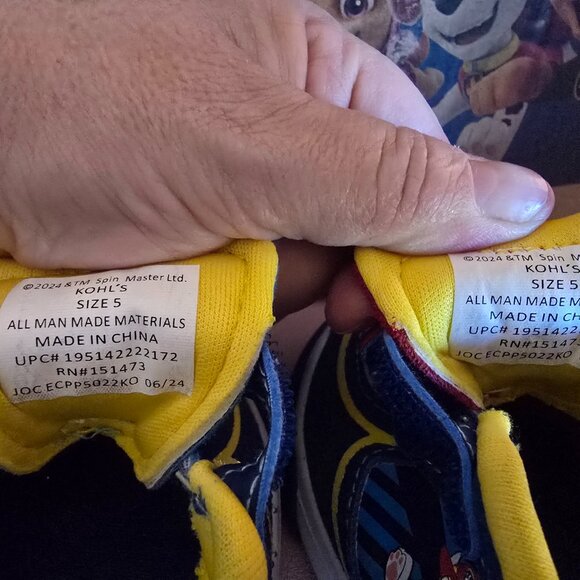 ©2024 &TM Spin Master Ltd.
KOHL'S
SIZE 5
ALL MAN MADE MATERIALS
MADE IN CHINA
UPC# 195142222172
RN#151473
JOC ECPP5022KO 06/24
©2024 &TM Spin Master
KOHL'S
SIZE 5
ALL MAN MADE
MADE IN CH
UPC# 1951422
RN#15147
JOC ECPP5022KO